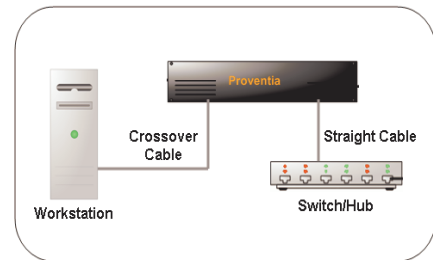 Proventia
Crossover
Cable
Straight Cable
Workstation
Switch/Hub